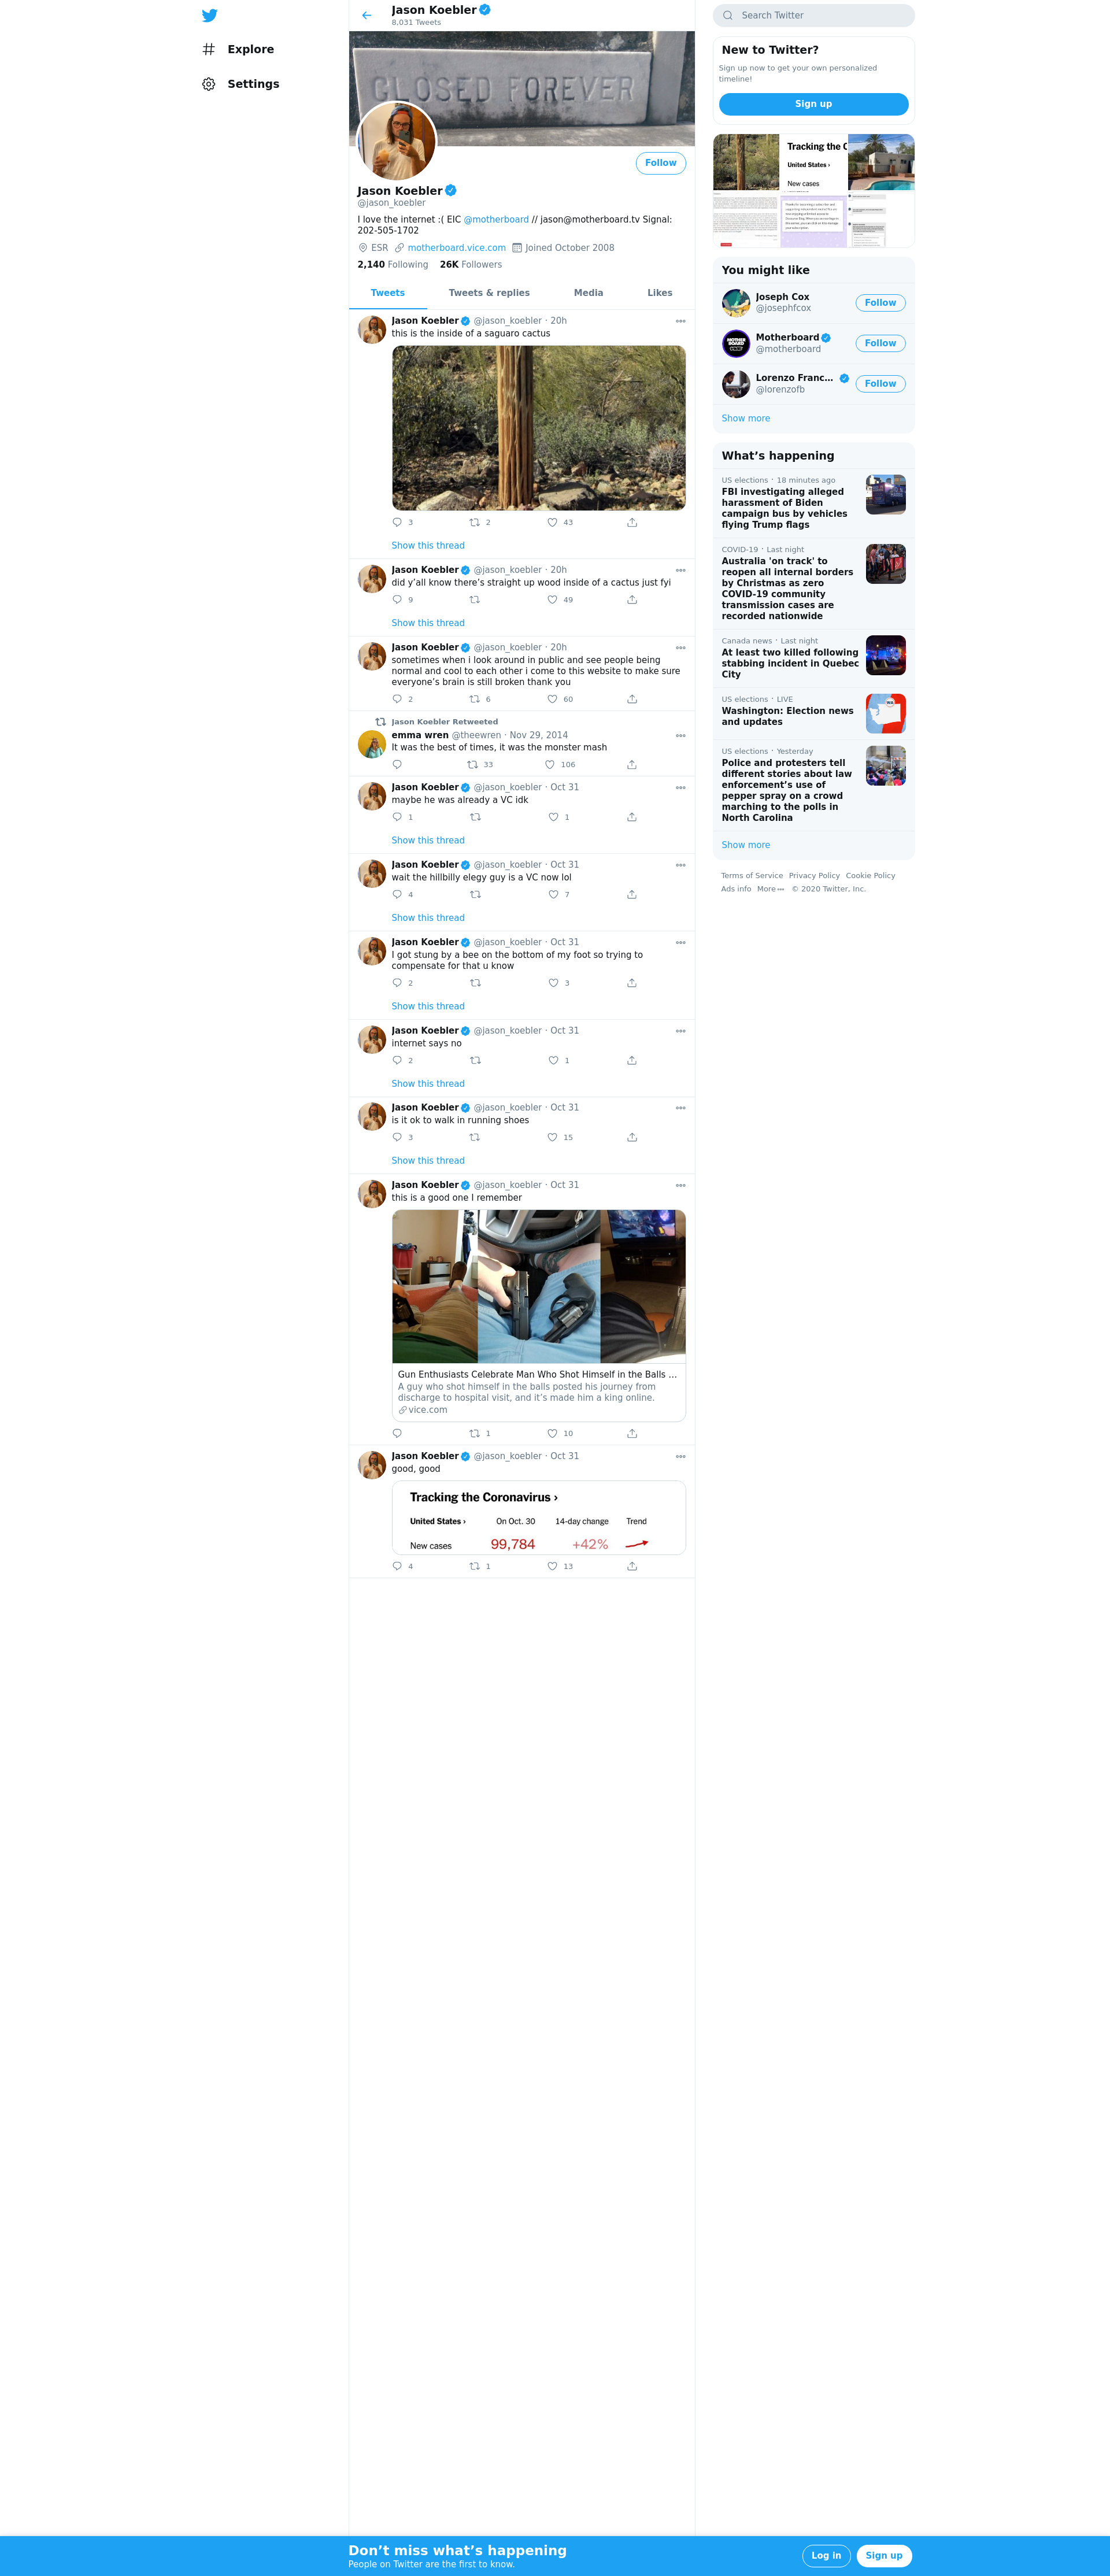 Explore
Settings
Jason Koebler
8,031 Tweets
CLOSED FOREVER
Follow
Jason Koebler
@jason_koebler
I love the internet :( EIC @motherboard // jason@motherboard.tv Signal:
202-505-1702
ESR motherboard.vice.com Joined October 2008
2,140 Following 26K Followers
Tweets Tweets & replies Media Likes
Jason Koebler @jason_koebler · 20h
this is the inside of a saguaro cactus
3 2 43
Show this thread
Jason Koebler @jason_koebler · 20h
did y’all know there’s straight up wood inside of a cactus just fyi
9 49
Show this thread
Jason Koebler @jason_koebler · 20h
sometimes when i look around in public and see people being
normal and cool to each other i come to this website to make sure
everyone’s brain is still broken thank you
2 6 60
Jason Koebler Retweeted
emma wren @theewren · Nov 29, 2014
It was the best of times, it was the monster mash
33 106
Jason Koebler @jason_koebler · Oct 31
maybe he was already a VC idk
1 1
Show this thread
Jason Koebler @jason_koebler · Oct 31
wait the hillbilly elegy guy is a VC now lol
4 7
Show this thread
Jason Koebler @jason_koebler · Oct 31
I got stung by a bee on the bottom of my foot so trying to
compensate for that u know
2 3
Show this thread
Jason Koebler @jason_koebler · Oct 31
internet says no
2 1
Show this thread
Jason Koebler @jason_koebler · Oct 31
is it ok to walk in running shoes
3 15
Show this thread
Jason Koebler @jason_koebler · Oct 31
this is a good one I remember
Gun Enthusiasts Celebrate Man Who Shot Himself in the Balls …
A guy who shot himself in the balls posted his journey from
discharge to hospital visit, and it’s made him a king online.
vice.com
1 10
Jason Koebler @jason_koebler · Oct 31
good, good
Tracking the Coronavirus ›
United States › On Oct. 30 14-day change Trend
New cases 99,784 +42%
4 1 13
Search Twitter
New to Twitter?
Sign up now to get your own personalized
timeline!
Sign up
Tracking the C
United States ›
New cases
You might like
Joseph Cox
@josephfcox
Follow
MOTHER
BOARD
Motherboard
@motherboard
Follow
Lorenzo Franc…
@lorenzofb
Follow
Show more
What’s happening
US elections · 18 minutes ago
FBI investigating alleged
harassment of Biden
campaign bus by vehicles
flying Trump flags
COVID-19 · Last night
Australia 'on track' to
reopen all internal borders
by Christmas as zero
COVID-19 community
transmission cases are
recorded nationwide
Canada news · Last night
At least two killed following
stabbing incident in Quebec
City
US elections · LIVE
Washington: Election news
and updates
WA
US elections · Yesterday
Police and protesters tell
different stories about law
enforcement’s use of
pepper spray on a crowd
marching to the polls in
North Carolina
Show more
Terms of Service Privacy Policy Cookie Policy
Ads info More © 2020 Twitter, Inc.
Don’t miss what’s happening
People on Twitter are the first to know.
Log in Sign up